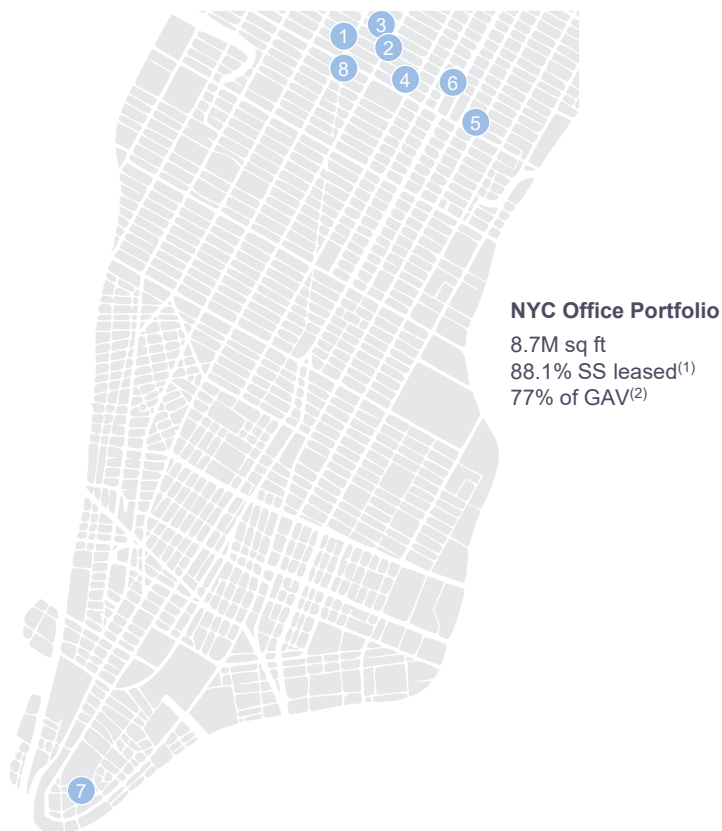 3
1
2
8
4
6
5
NYC Office Portfolio
8.7M sq ft
88.1% SS leased(1)
77% of GAV(2)
7